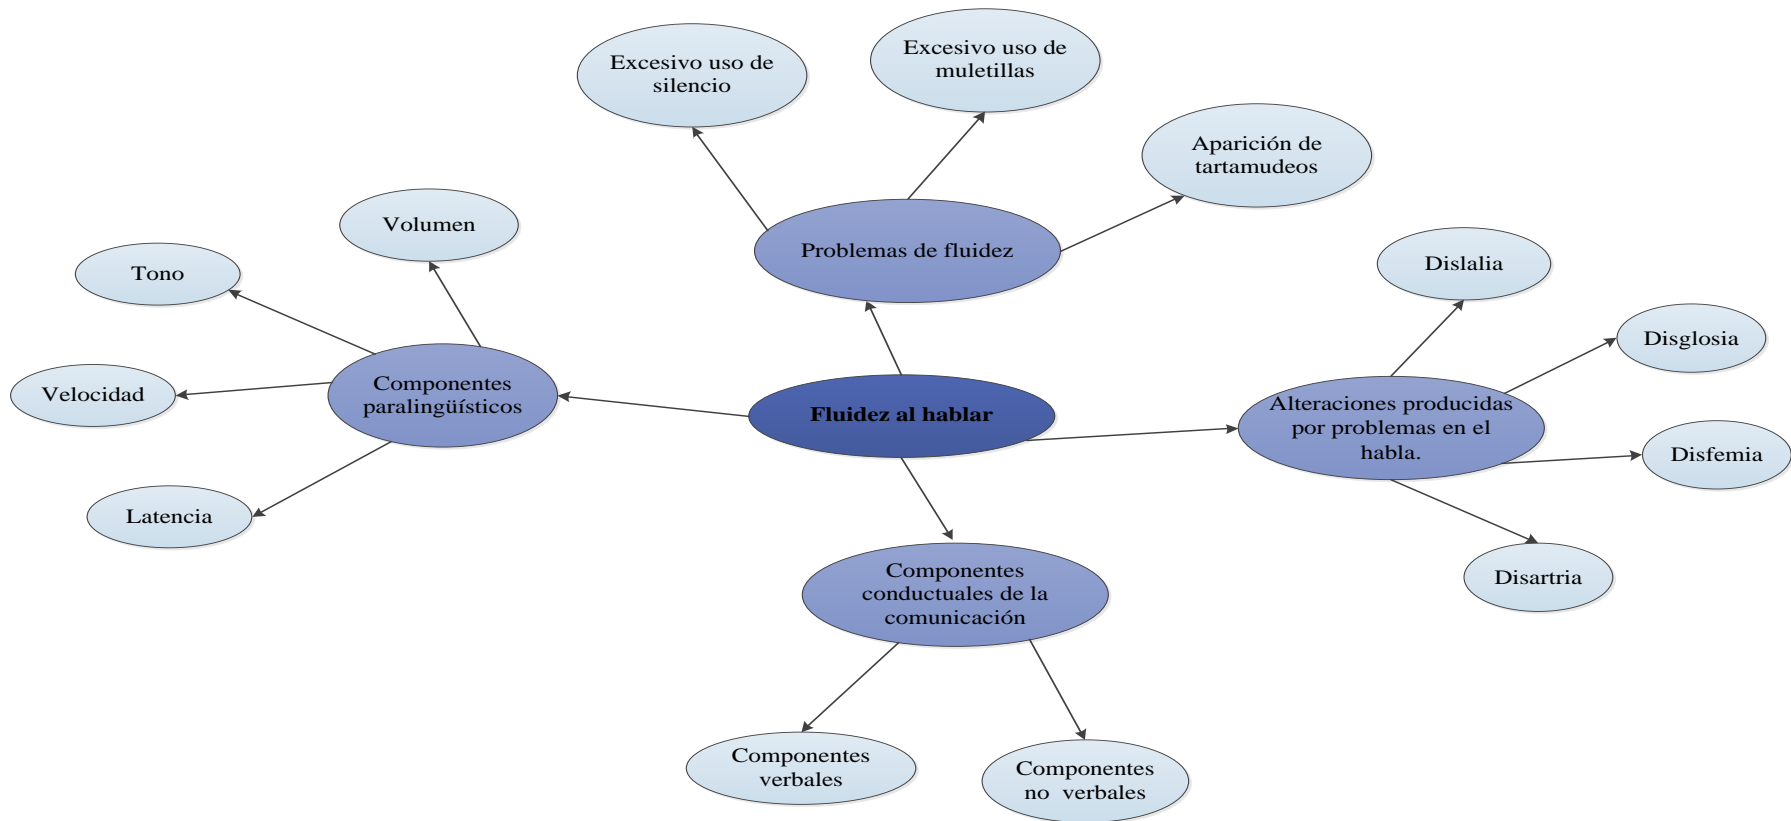 Excesivo uso de
silencio
Excesivo uso de
muletillas
Aparición de
tartamudeos
Problemas de fluidez
Volumen
Tono
Velocidad
Latencia
Componentes
paralingüísticos
Fluidez al hablar
Dislalia
Disglosia
Disfemia
Disartria
Alteraciones producidas
por problemas en el
habla.
Componentes
conductuales de la
comunicación
Componentes
verbales
Componentes
no  verbales